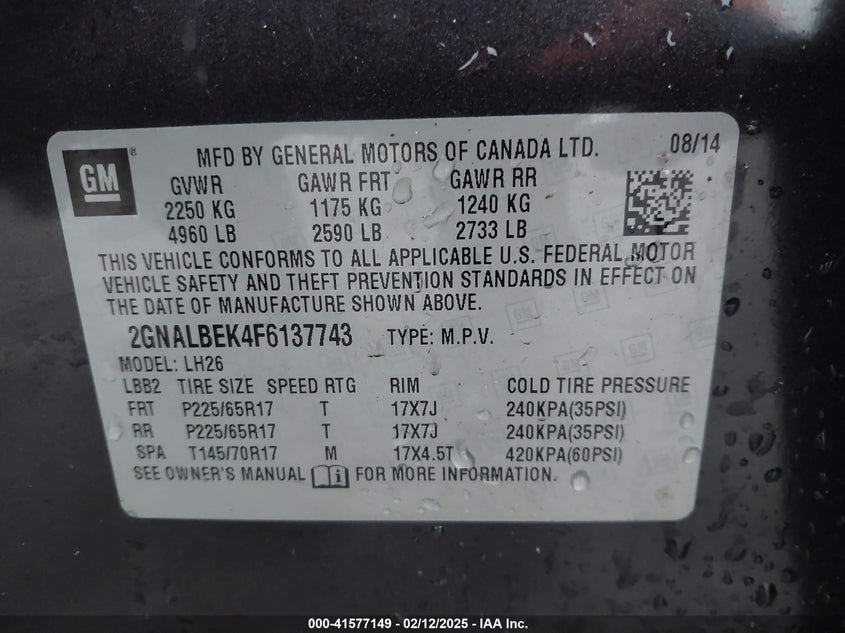 GM®
MFD BY GENERAL MOTORS OF CANADA LTD. 08/14
GVWR GAWR FRT GAWR RR
2250 KG 1175 KG 1240 KG
4960 LB 2590 LB 2733 LB
THIS VEHICLE CONFORMS TO ALL APPLICABLE U.S. FEDERAL MOTOR
VEHICLE SAFETY AND THEFT PREVENTION STANDARDS IN EFFECT ON
THE DATE OF MANUFACTURE SHOWN ABOVE.
2GNALBEK4F6137743 TYPE: M.P.V.
MODEL: LH26
LBB2 TIRE SIZE SPEED RTG RIM COLD TIRE PRESSURE
FRT P225/65R17 T 17X7J 240KPA(35PSI)
RR P225/65R17 T 17X7J 240KPA(35PSI)
SPA T145/70R17 M 17X4.5T 420KPA(60PSI)
SEE OWNER'S MANUAL FOR MORE INFORMATION.
000-41577149 - 02/12/2025 - IAA Inc.